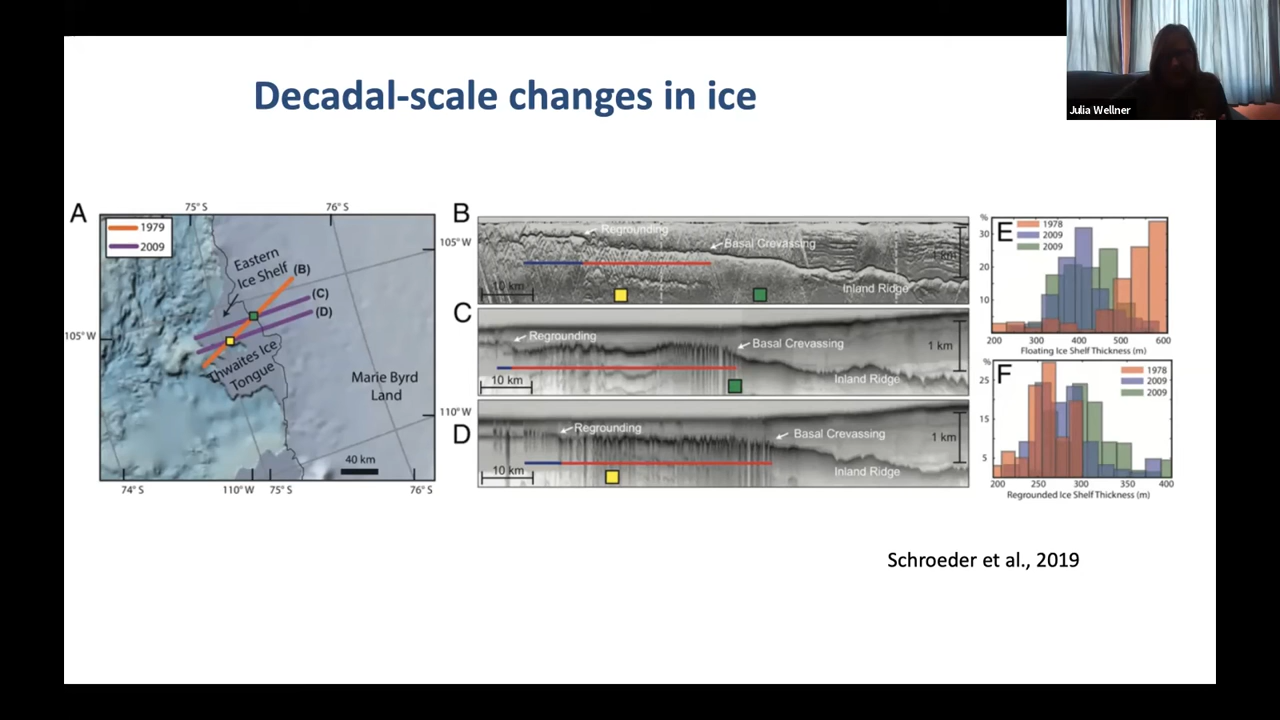 Julia Wellner
Decadal-scale changes in ice
A
75° S
76° S
1979
2009
Eastern
Ice Shelf
(B)
(C)
(D)
105° W
Thwaites Ice
Tongue
Marie Byrd
Land
40 km
74° S
110° W
75° S
76° S
B
105° W
Regrounding
Basal Crevassing
1 km
10 km
Inland Ridge
C
Regrounding
Basal Crevassing
1 km
10 km
Inland Ridge
110° W
D
Regrounding
Basal Crevassing
1 km
10 km
Inland Ridge
%
E
1978
2009
2009
30
20
10
200
300
400
500
600
Floating Ice Shelf Thickness (m)
%
F
1978
2009
2009
25
15
5
200
250
300
350
400
Regrounded Ice Shelf Thickness (m)
Schroeder et al., 2019